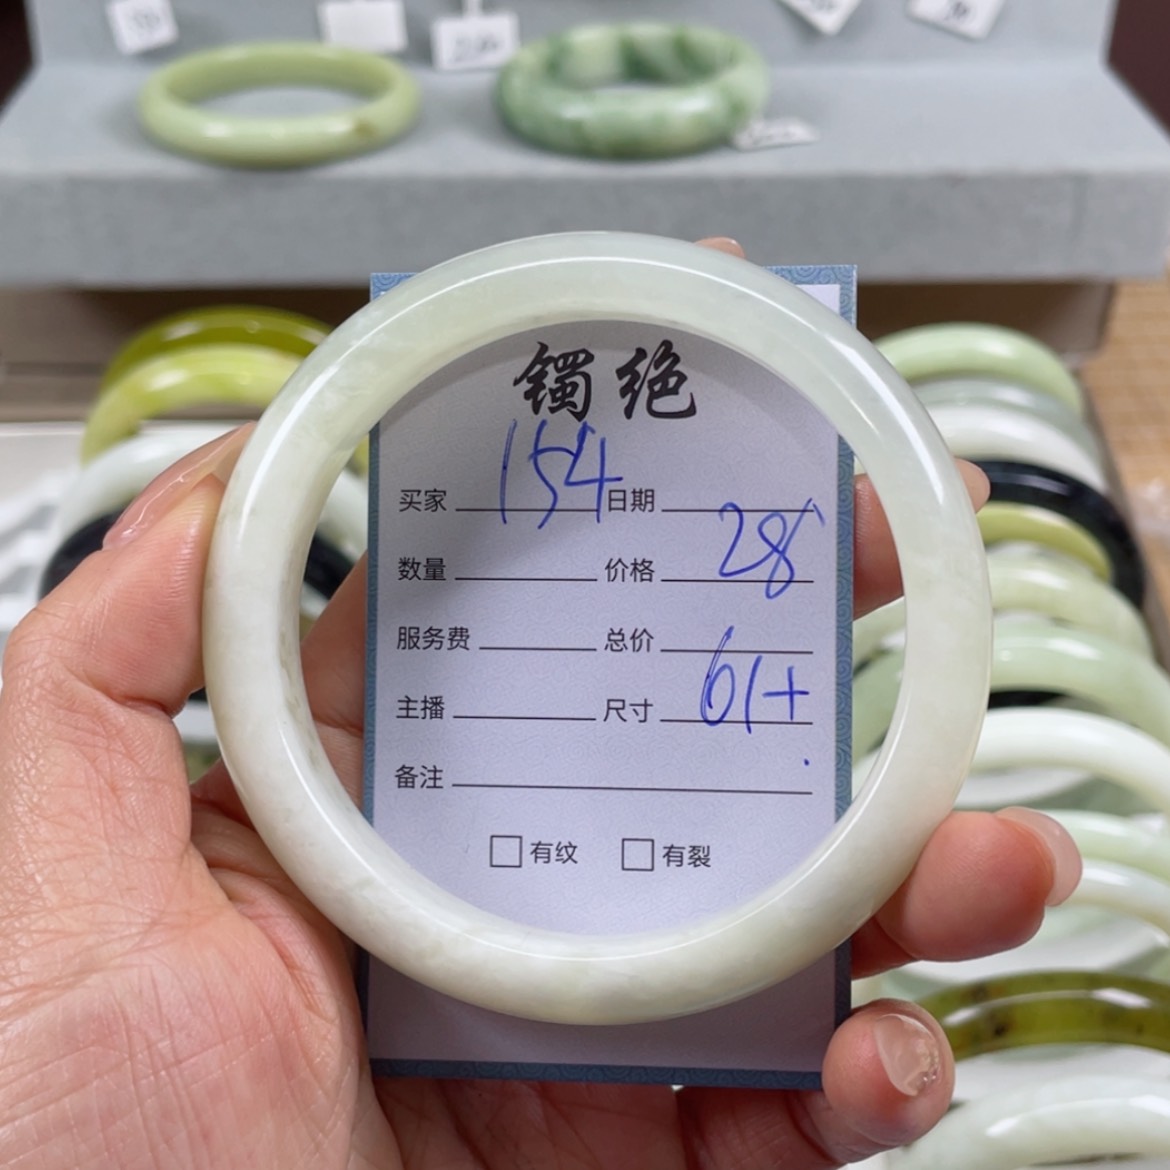 镯绝
买家 154 日期
数量 价格 28
服务费 总价
主播 尺寸 61+
备注
有纹 有裂